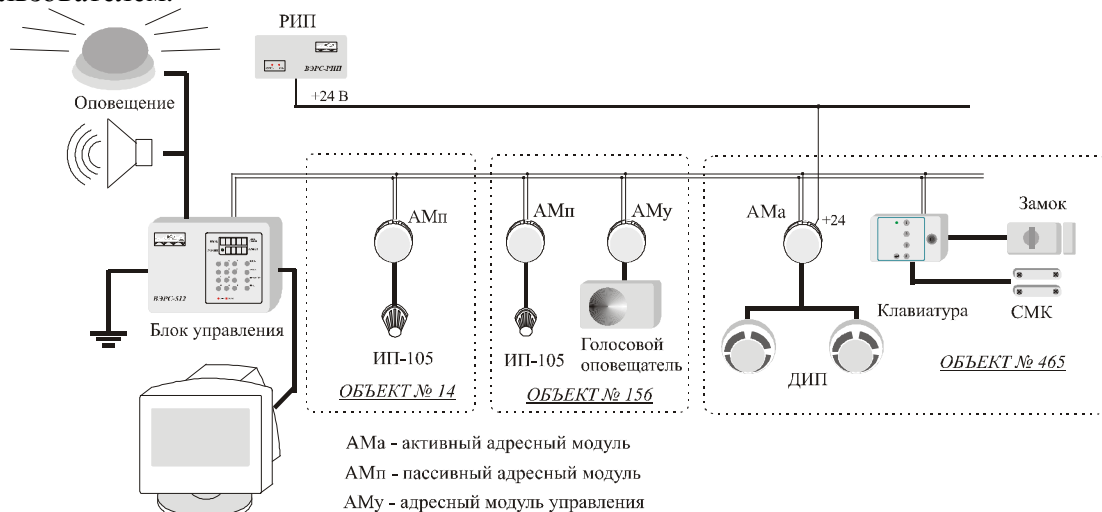 льзователем.
РИП
ВЭРС-РИП
+24 В
Оповещение
АМп
АМп
АМу
АМа
+24
Замок
ВЭРС-512
Блок управления
ИП-105
ИП-105
Голосовой
оповещатель
Клавиатура
СМК
ДИП
ОБЪЕКТ № 14
ОБЪЕКТ № 156
ОБЪЕКТ № 465
АМа - активный адресный модуль
АМп - пассивный адресный модуль
АМу - адресный модуль управления